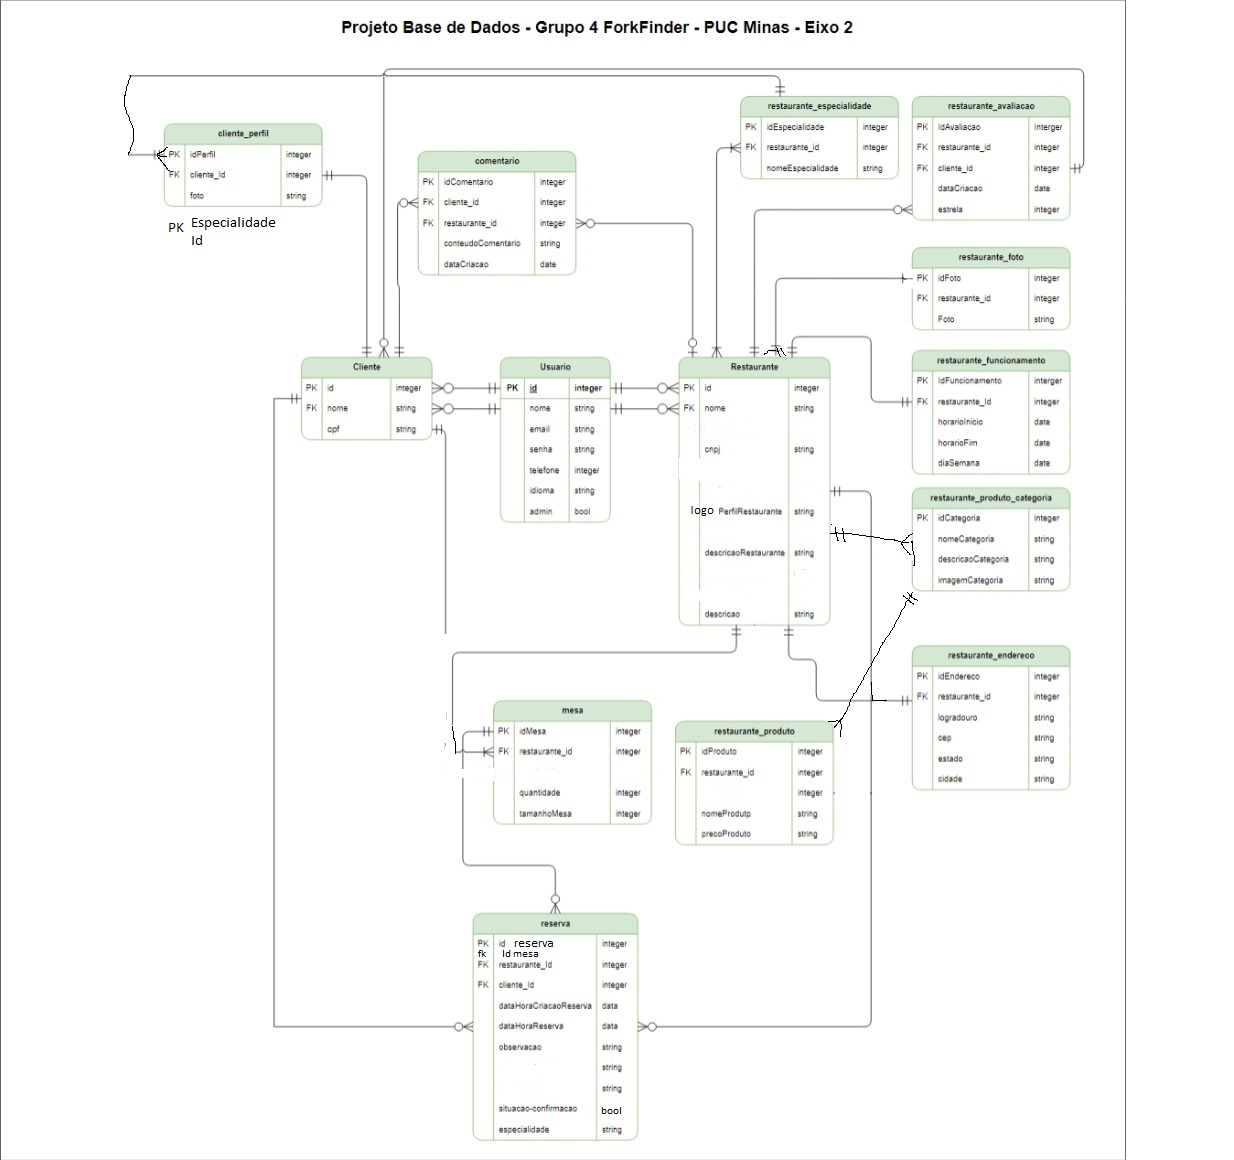 Projeto Base de Dados - Grupo 4 ForkFinder - PUC Minas - Eixo 2
cliente_perfil
PK idPerfil integer
FK cliente_Id integer
foto string
PK Especialidade
Id
comentario
PK idComentario integer
FK cliente_id integer
FK restaurante_id integer
conteudoComentario string
dataCriacao date
restaurante_especialidade
PK idEspecialidade integer
FK restaurante_id integer
nomeEspecialidade string
restaurante_avaliacao
PK IdAvaliacao Interger
FK restaurante_id integer
FK cliente_id integer
dataCriacao date
estrela integer
restaurante_foto
PK idFoto integer
FK restaurante_id integer
Foto string
Cliente
PK id integer
FK nome string
cpf string
Usuario
PK id integer
nome string
email string
senha string
telefone integer
idioma string
admin bool
Restaurante
PK id integer
FK nome string
cnpj string
logo PerfilRestaurante string
descricaoRestaurante string
descricao string
restaurante_funcionamento
PK IdFuncionamento interger
FK restaurante_Id integer
horarioInicio date
horarioFim date
diaSemana date
restaurante_produto_categoria
PK idCategoria integer
nomeCategoria string
descricaoCategoria string
imagemCategoria string
restaurante_endereco
PK idEndereco integer
FK restaurante_id integer
logradouro string
cep string
estado string
cidade string
mesa
PK idMesa integer
FK restaurante_id integer
quantidade integer
tamanhoMesa integer
restaurante_produto
PK idProduto integer
FK restaurante_id integer
integer
nomeProdutp string
precoProduto string
reserva
PK id reserva integer
fk Id mesa
FK restaurante_Id integer
FK cliente_Id integer
dataHoraCriacaoReserva data
dataHoraReserva data
observacao string
string
string
situacao-confirmacao bool
especialidade string